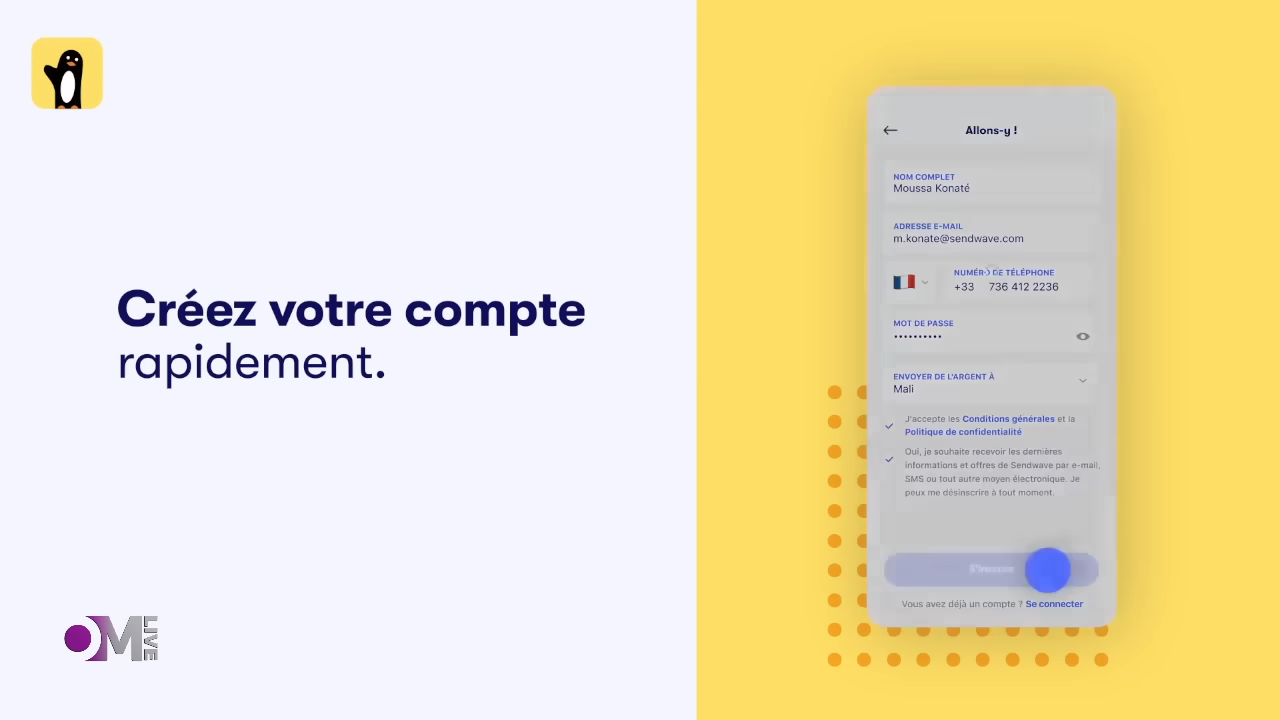 Créez votre compte
rapidement.
OM LIVE
Allons-y !
NOM COMPLET
Moussa Konaté
ADRESSE E-MAIL
m.konate@sendwave.com
NUMÉRO DE TÉLÉPHONE
+33 736 412 2236
MOT DE PASSE
••••••••••
ENVOYER DE L'ARGENT À
Mali
J'accepte les Conditions générales et la
Politique de confidentialité
Oui, je souhaite recevoir les dernières
informations et offres de Sendwave par e-mail,
SMS ou tout autre moyen électronique. Je
peux me désinscrire à tout moment.
Vous avez déjà un compte ? Se connecter